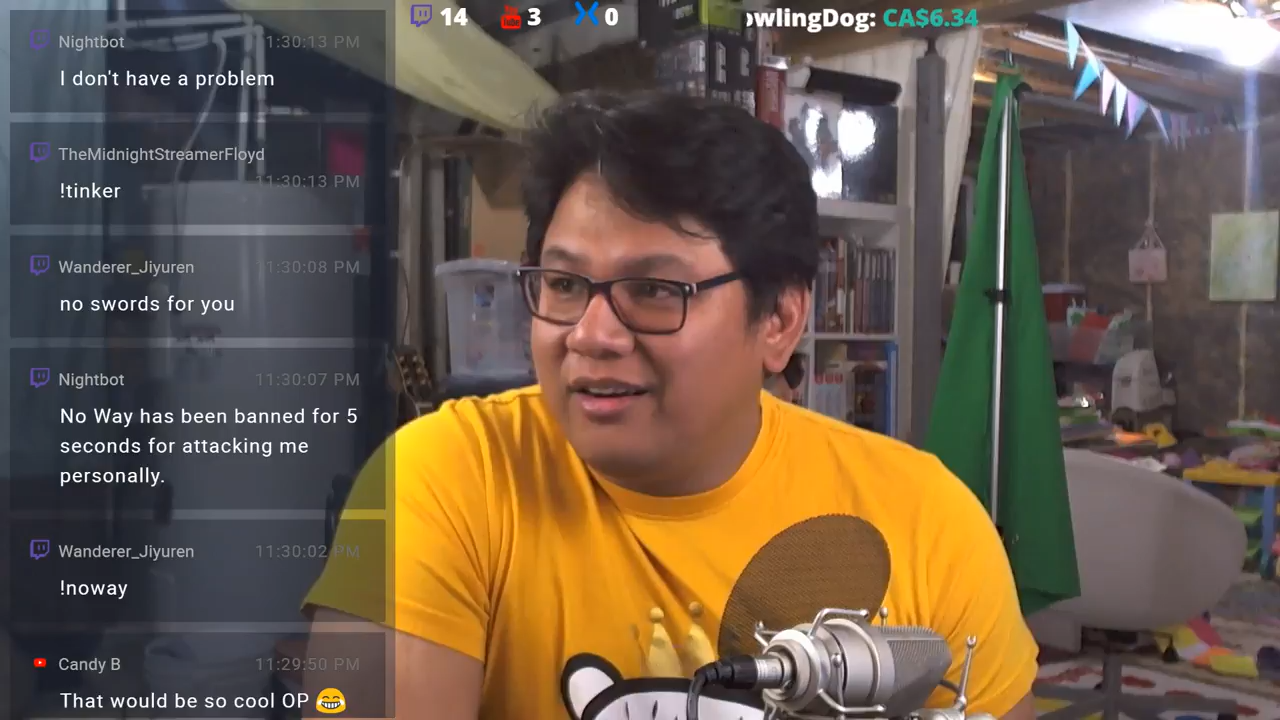 14 3 0 owlingDog: CA$6.34
Nightbot 11:30:13 PM
I don't have a problem
TheMidnightStreamerFloyd
11:30:13 PM
!tinker
Wanderer_Jiyuren 11:30:08 PM
no swords for you
Nightbot 11:30:07 PM
No Way has been banned for 5
seconds for attacking me
personally.
Wanderer_Jiyuren 11:30:02 PM
!noway
Candy B 11:29:50 PM
That would be so cool OP 😂